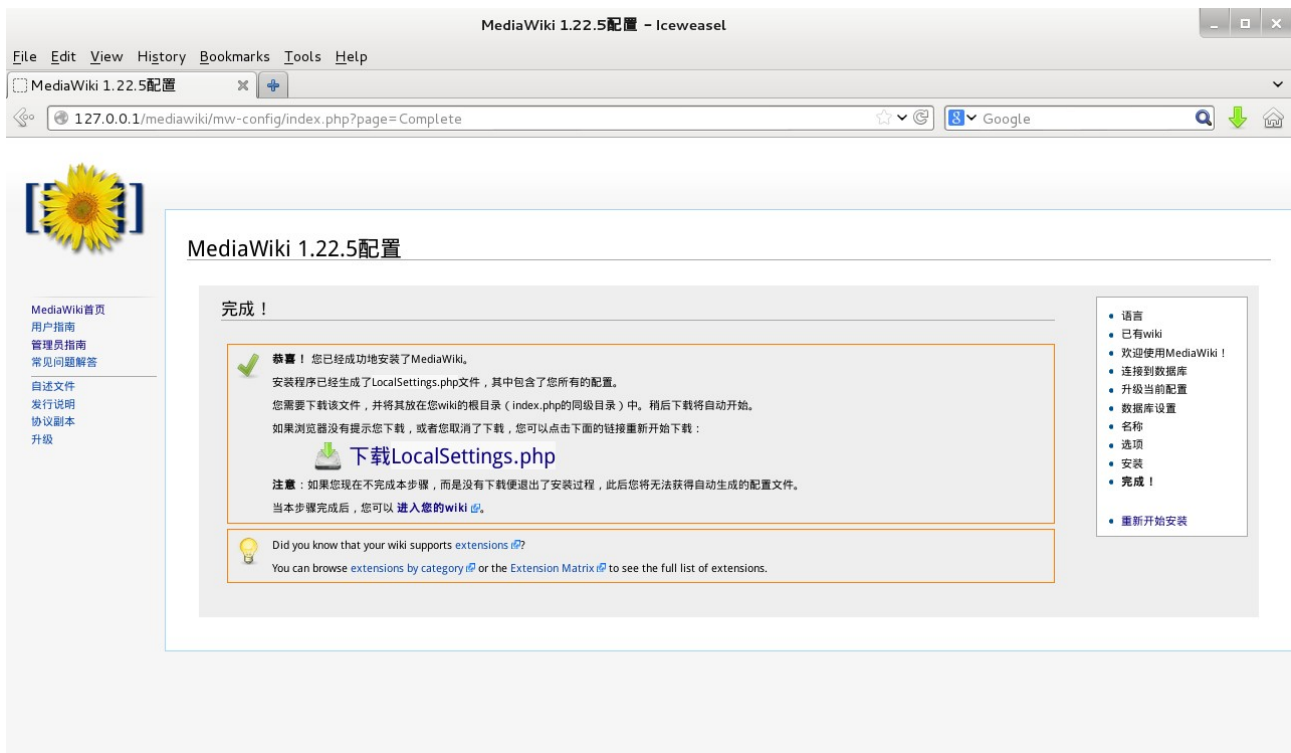 MediaWiki 1.22.5配置 – Iceweasel
File Edit View History Bookmarks Tools Help
MediaWiki 1.22.5配置
127.0.0.1/mediawiki/mw-config/index.php?page=Complete
Google
MediaWiki 1.22.5配置
MediaWiki首页
用户指南
管理员指南
常见问题解答
自述文件
发行说明
协议副本
升级
完成！
恭喜！ 您已经成功地安装了MediaWiki。
安装程序已经生成了LocalSettings.php文件，其中包含了您所有的配置。
您需要下载该文件，并将其放在您wiki的根目录（index.php的同级目录）中。稍后下载将自动开始。
如果浏览器没有提示您下载，或者您取消了下载，您可以点击下面的链接重新开始下载：
下载LocalSettings.php
注意：如果您现在不完成本步骤，而是没有下载便退出了安装过程，此后您将无法获得自动生成的配置文件。
当本步骤完成后，您可以 进入您的wiki。
Did you know that your wiki supports extensions?
You can browse extensions by category or the Extension Matrix to see the full list of extensions.
语言
已有wiki
欢迎使用MediaWiki！
连接到数据库
升级当前配置
数据库设置
名称
选项
安装
完成！
重新开始安装